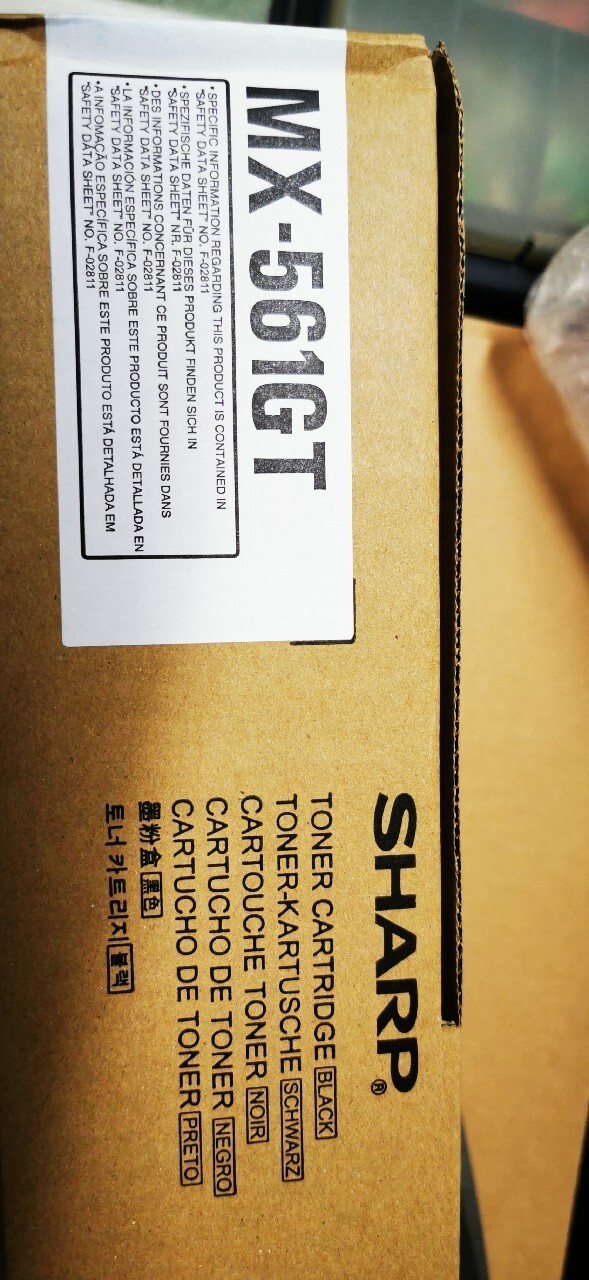 MX-561GT
• SPECIFIC INFORMATION REGARDING THIS PRODUCT IS CONTAINED IN
"SAFETY DATA SHEET" NO. F-02811
• SPEZIFISCHE DATEN FÜR DIESES PRODUKT FINDEN SICH IN
"SAFETY DATA SHEET" NR. F-02811
• DES INFORMATIONS CONCERNANT CE PRODUIT SONT FOURNIES DANS
"SAFETY DATA SHEET" NO. F-02811
• LA INFORMACIÓN ESPECÍFICA SOBRE ESTE PRODUCTO ESTÁ DETALLADA EN
"SAFETY DATA SHEET" NO. F-02811
• A INFOMAÇÃO ESPECÍFICA SOBRE ESTE PRODUTO ESTÁ DETALHADA EM
"SAFETY DATA SHEET" NO. F-02811
SHARP®
TONER CARTRIDGE BLACK
TONER-KARTUSCHE SCHWARZ
CARTOUCHE TONER NOIR
CARTUCHO DE TONER NEGRO
CARTUCHO DE TONER PRETO
墨粉盒 黑色
토너 카트리지 블랙